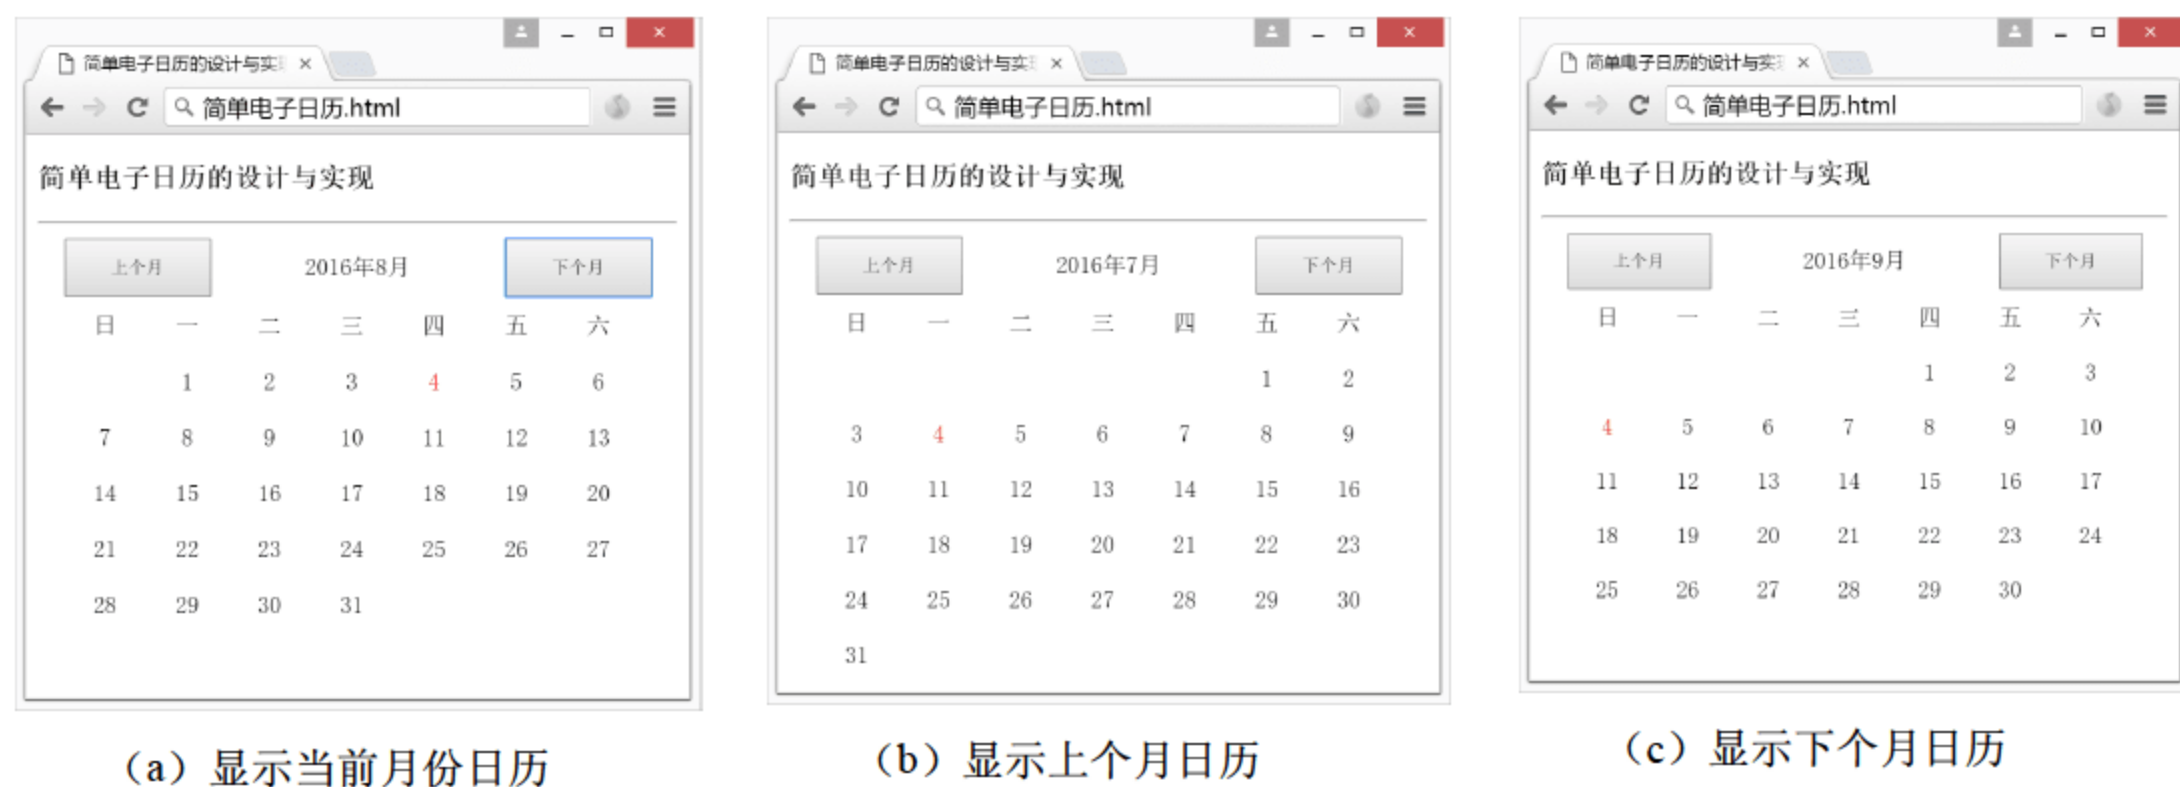 简单电子日历的设计与实
简单电子日历.html
简单电子日历的设计与实现
上个月 2016年8月 下个月
日 一 二 三 四 五 六
1 2 3 4 5 6
7 8 9 10 11 12 13
14 15 16 17 18 19 20
21 22 23 24 25 26 27
28 29 30 31
(a)显示当前月份日历
简单电子日历的设计与实
简单电子日历.html
简单电子日历的设计与实现
上个月 2016年7月 下个月
日 一 二 三 四 五 六
1 2
3 4 5 6 7 8 9
10 11 12 13 14 15 16
17 18 19 20 21 22 23
24 25 26 27 28 29 30
31
(b)显示上个月日历
简单电子日历的设计与实
简单电子日历.html
简单电子日历的设计与实现
上个月 2016年9月 下个月
日 一 二 三 四 五 六
1 2 3
4 5 6 7 8 9 10
11 12 13 14 15 16 17
18 19 20 21 22 23 24
25 26 27 28 29 30
(c)显示下个月日历